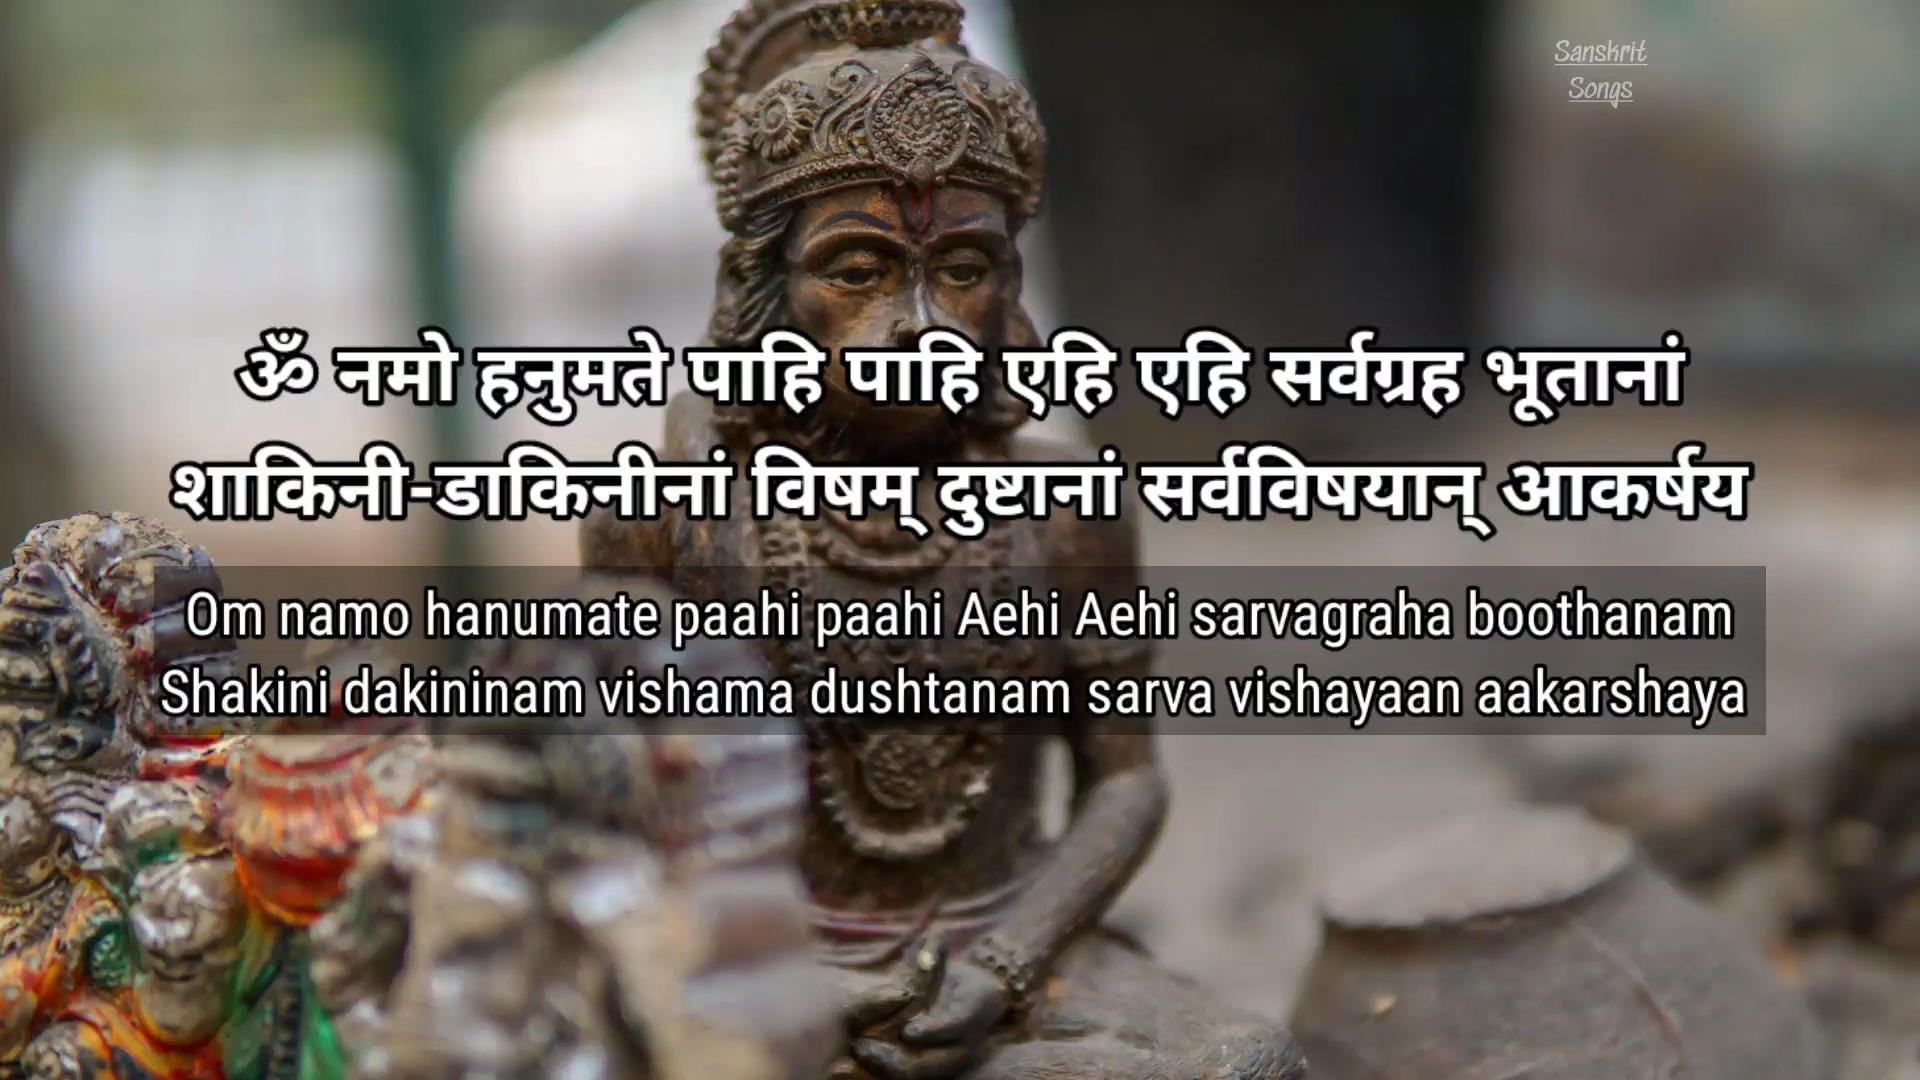 Sanskrit
Songs
ॐ नमो हनुमते पाहि पाहि एहि एहि सर्वग्रह भूतानां
शाकिनी-डाकिनीनां विषम् दुष्टानां सर्वविषयान् आकर्षय
Om namo hanumate paahi paahi Aehi Aehi sarvagraha boothanam
Shakini dakininam vishama dushtanam sarva vishayaan aakarshaya